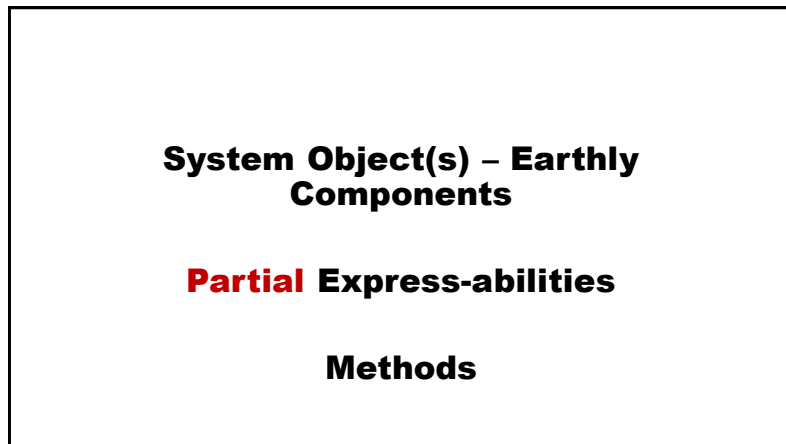 System Object(s) – Earthly
Components
Partial Express-abilities
Methods